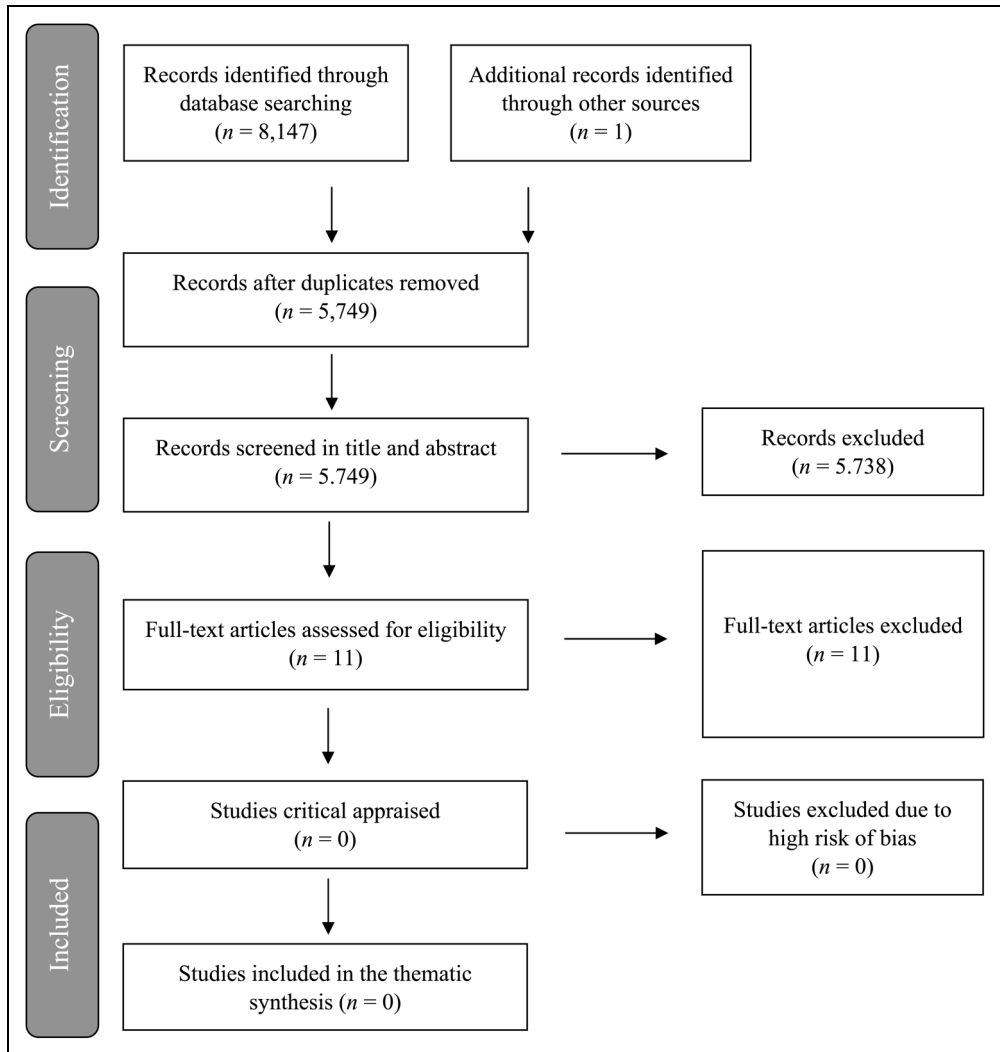 Identification
Records identified through
database searching
(n = 8,147)
Additional records identified
through other sources
(n = 1)
Records after duplicates removed
(n = 5,749)
Screening
Records screened in title and abstract
(n = 5.749)
Records excluded
(n = 5.738)
Eligibility
Full-text articles assessed for eligibility
(n = 11)
Full-text articles excluded
(n = 11)
Studies critical appraised
(n = 0)
Studies excluded due to
high risk of bias
(n = 0)
Included
Studies included in the thematic
synthesis (n = 0)